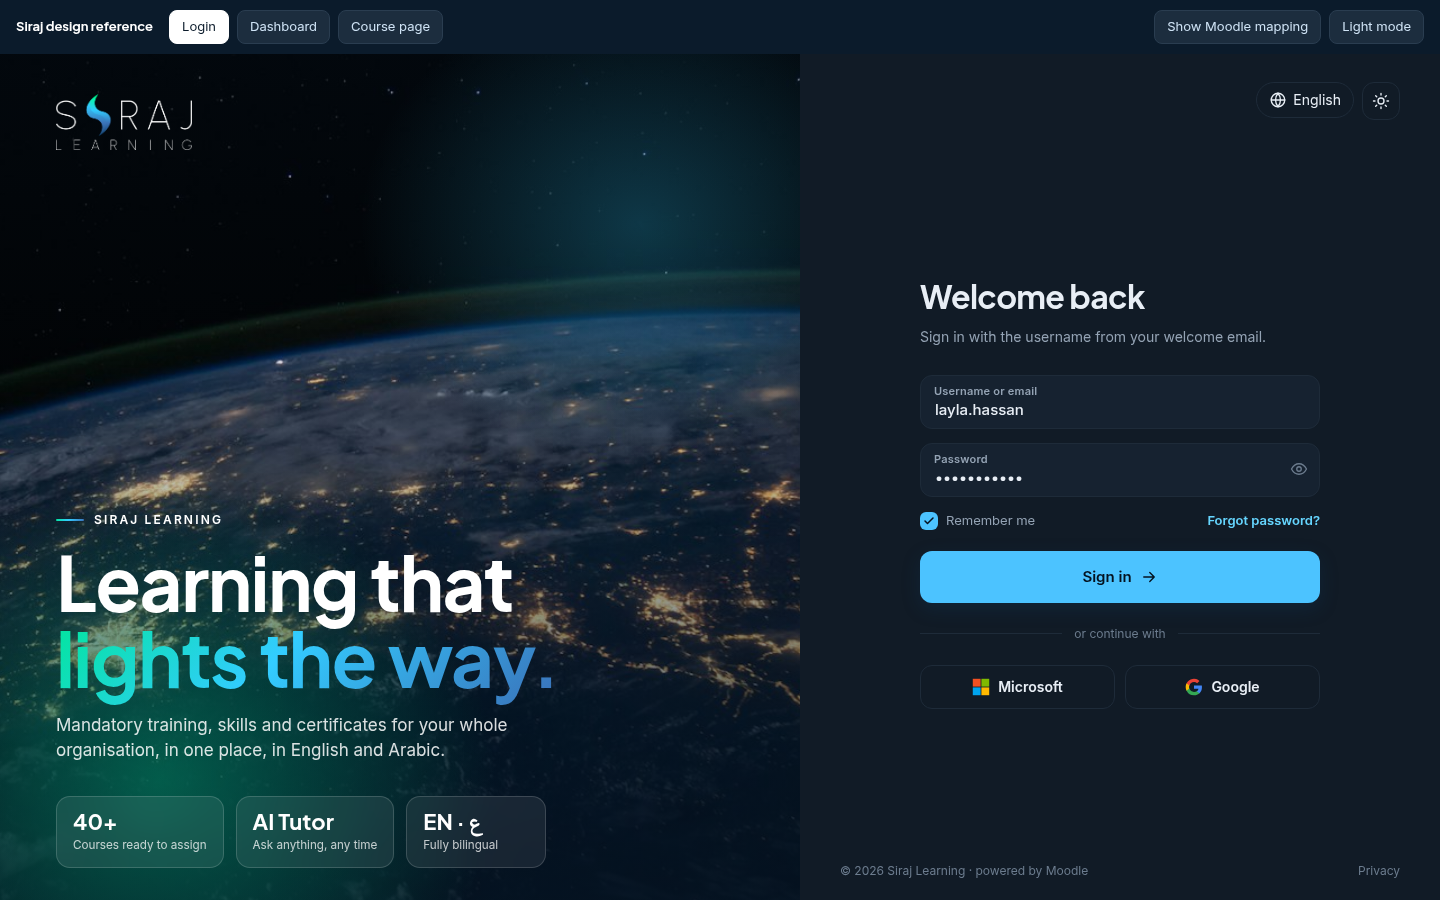 Siraj design reference
Login
Dashboard
Course page
Show Moodle mapping
Light mode
SIRAJ
LEARNING
English
SIRAJ LEARNING
Learning that
lights the way.
Mandatory training, skills and certificates for your whole
organisation, in one place, in English and Arabic.
40+
Courses ready to assign
AI Tutor
Ask anything, any time
EN · ع
Fully bilingual
Welcome back
Sign in with the username from your welcome email.
Username or email
layla.hassan
Password
•••••••••••
Remember me
Forgot password?
Sign in →
or continue with
Microsoft
Google
© 2026 Siraj Learning · powered by Moodle
Privacy